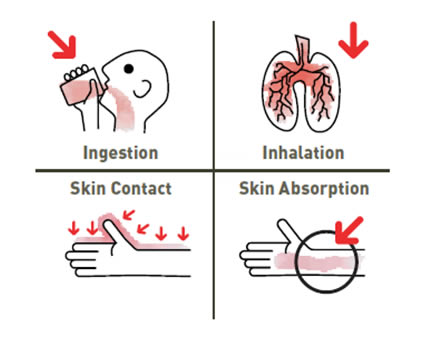 Ingestion
Inhalation
Skin Contact
Skin Absorption